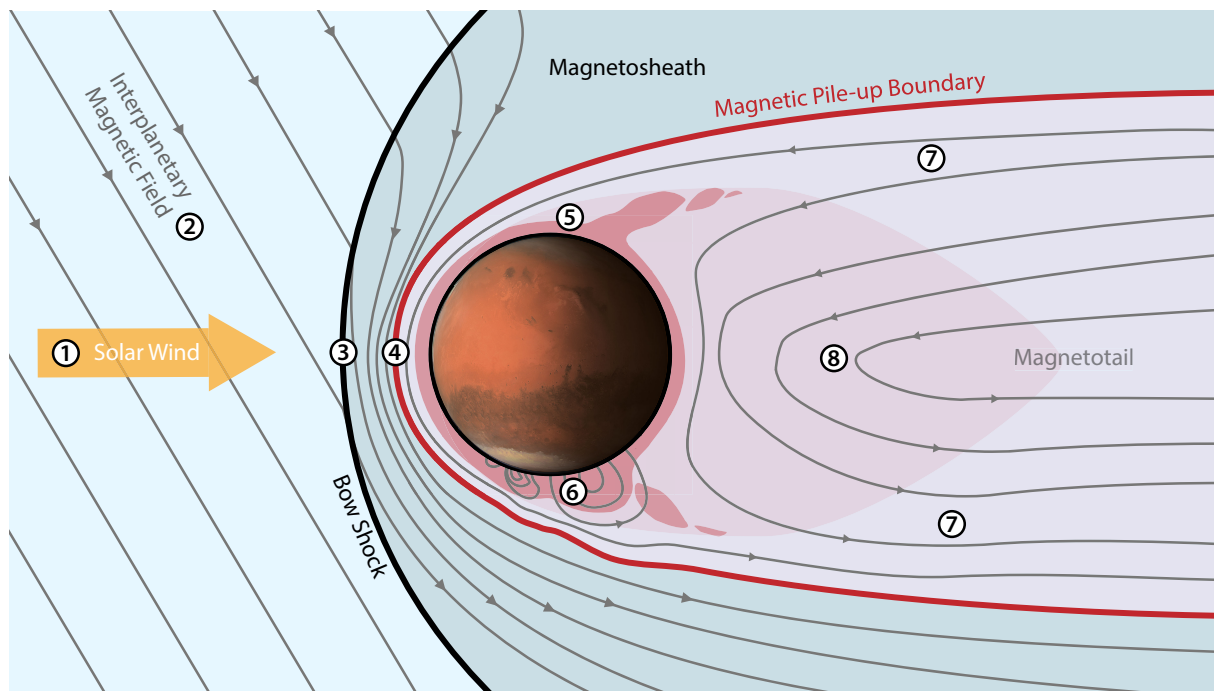 Magnetosheath
Magnetic Pile-up Boundary
Interplanetary
Magnetic Field
2
7
5
1 Solar Wind
3
4
8
Magnetotail
6
7
Bow Shock